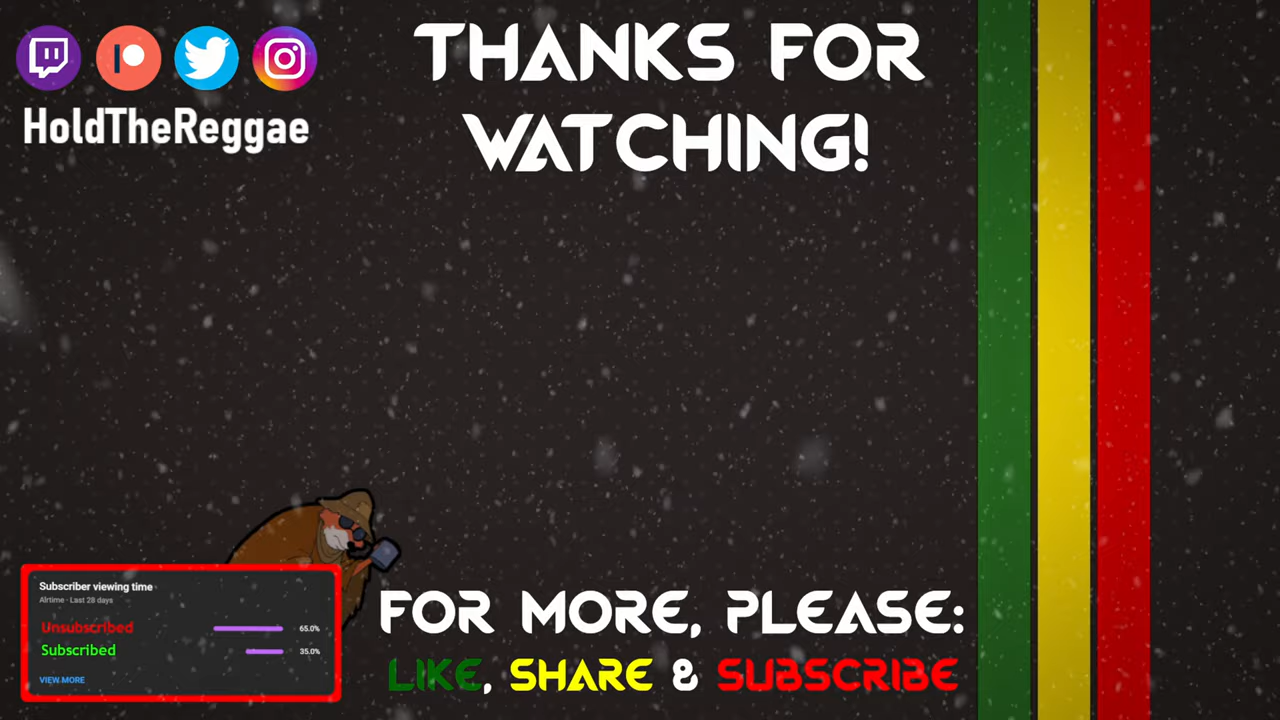 THANKS FOR
WATCHING!
HoldTheReggae
Subscriber viewing time
Airtime · Last 28 days
Unsubscribed 65.0%
Subscribed 35.0%
VIEW MORE
FOR MORE, PLEASE:
LIKE, SHARE & SUBSCRIBE